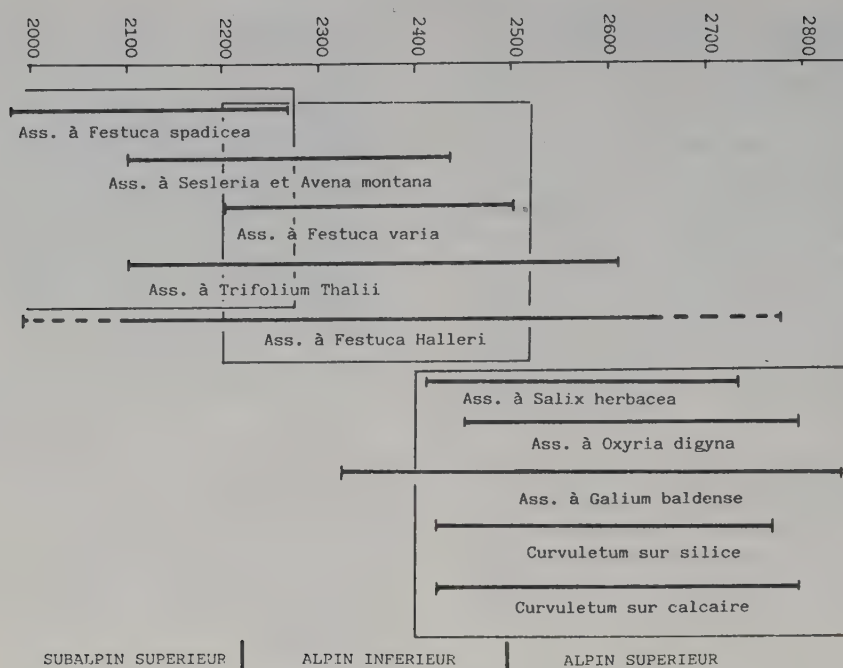 2000
2100
2200
2300
2400
2500
2600
2700
2800
Ass. à Festuca spadicea
Ass. à Sesleria et Avena montana
Ass. à Festuca varia
Ass. à Trifolium Thalii
Ass. à Festuca Halleri
Ass. à Salix herbacea
Ass. à Oxyria digyna
Ass. à Galium baldense
Curvuletum sur silice
Curvuletum sur calcaire
SUBALPIN SUPERIEUR
ALPIN INFERIEUR
ALPIN SUPERIEUR